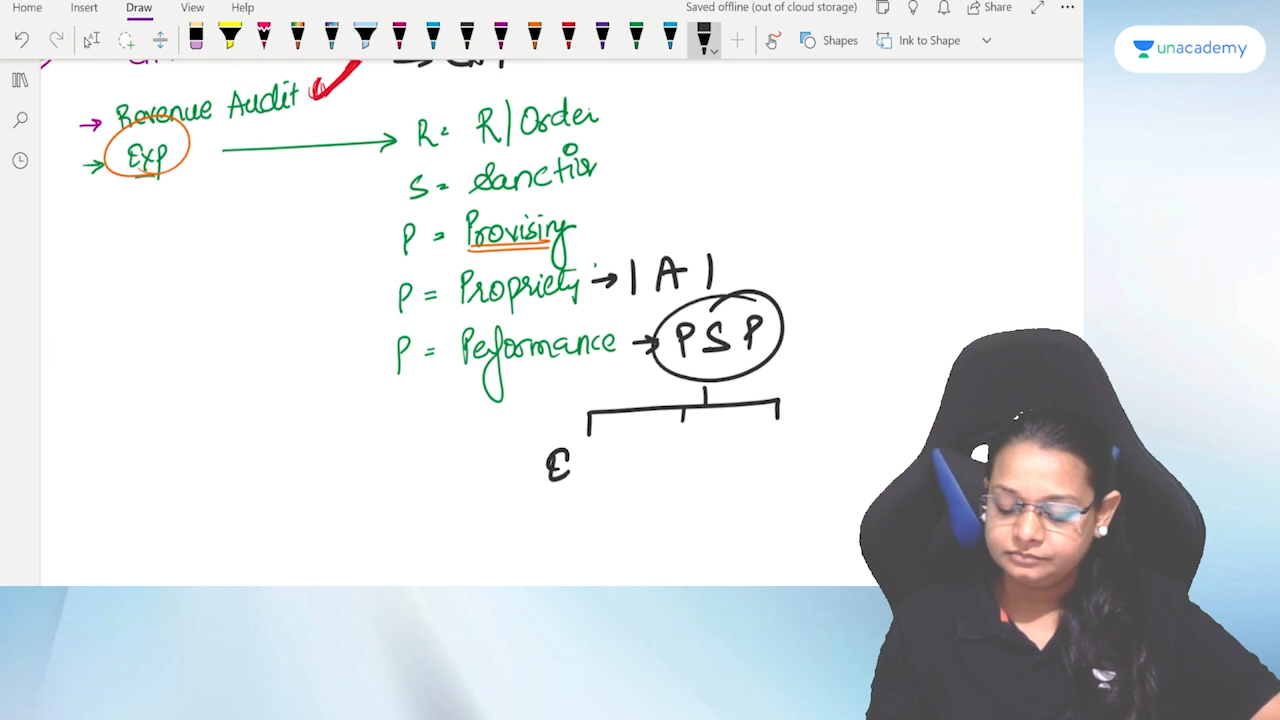 Home Insert Draw View Help Saved offline (out of cloud storage) Share
Shapes Ink to Shape
unacademy
→ Revenue Audit
→ Exp → R = R/Order
S = Sanction
P = Provising
P = Propriety → | A |
P = Performance → PSP
E